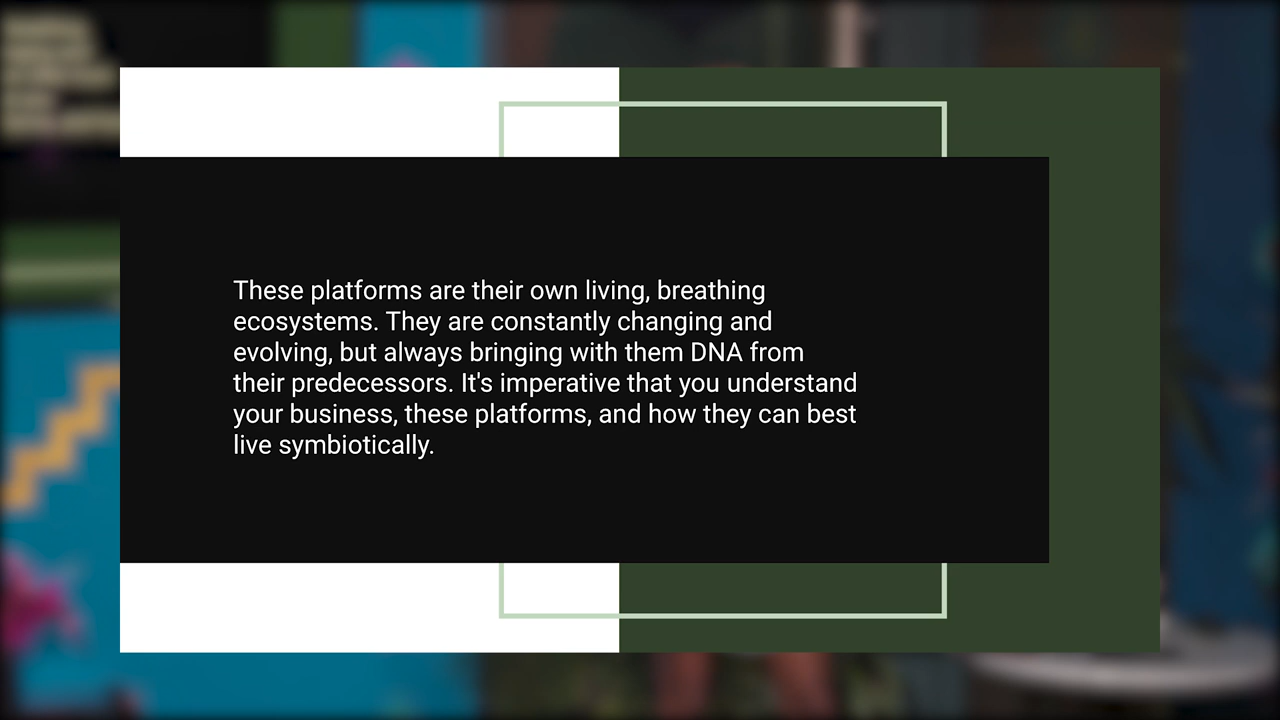 These platforms are their own living, breathing
ecosystems. They are constantly changing and
evolving, but always bringing with them DNA from
their predecessors. It's imperative that you understand
your business, these platforms, and how they can best
live symbiotically.